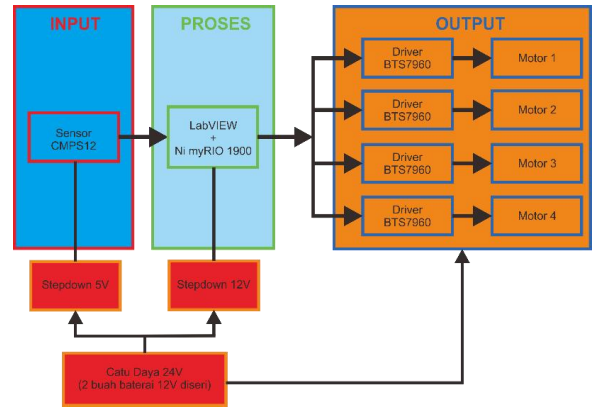 INPUT
PROSES
OUTPUT
Sensor
CMPS12
LabVIEW
+
Ni myRIO 1900
Driver
BTS7960
Motor 1
Driver
BTS7960
Motor 2
Driver
BTS7960
Motor 3
Driver
BTS7960
Motor 4
Stepdown 5V
Stepdown 12V
Catu Daya 24V
(2 buah baterai 12V diseri)